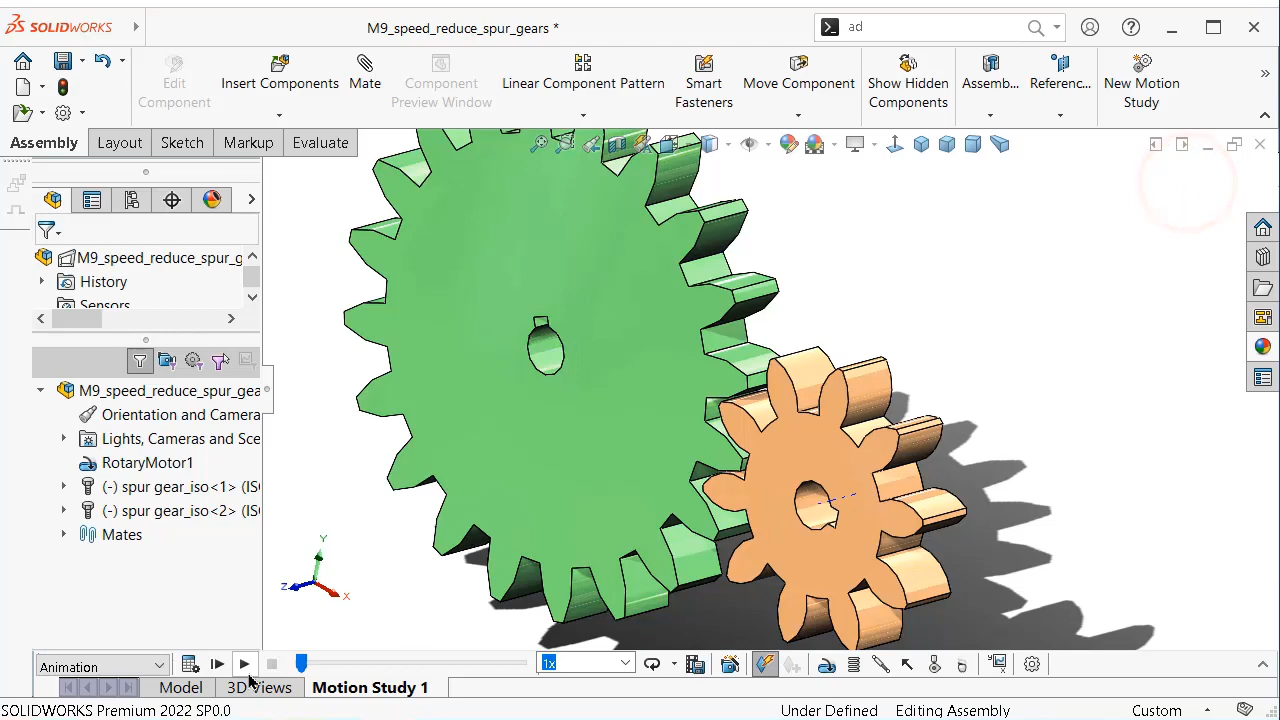 SOLIDWORKS
M9_speed_reduce_spur_gears *
ad
Edit Component
Insert Components
Mate
Component Preview Window
Linear Component Pattern
Smart Fasteners
Move Component
Show Hidden Components
Assemb...
Referenc...
New Motion Study
Assembly
Layout
Sketch
Markup
Evaluate
M9_speed_reduce_spur_g
History
Sensors
M9_speed_reduce_spur_gea
Orientation and Camera
Lights, Cameras and Sce
RotaryMotor1
(-) spur gear_iso<1> (IS
(-) spur gear_iso<2> (IS
Mates
Y
Z
X
Animation
1x
Model
3D Views
Motion Study 1
SOLIDWORKS Premium 2022 SP0.0
Under Defined
Editing Assembly
Custom